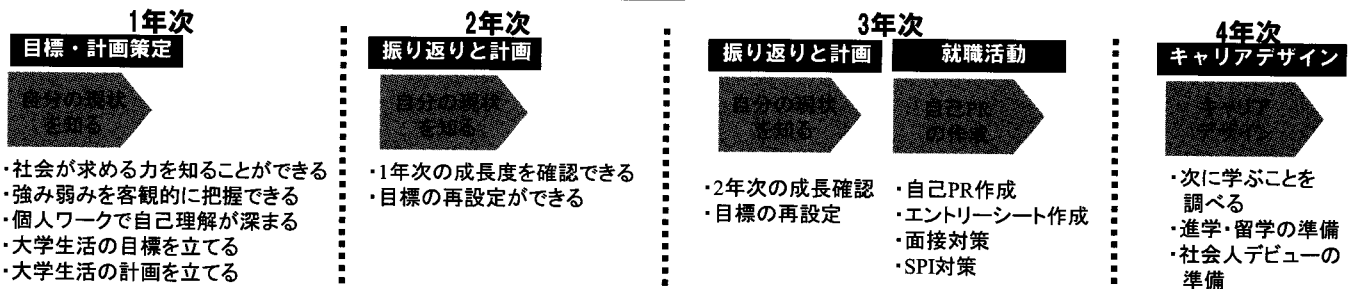 1年次
目標・計画策定
自分の現状
を知る
・社会が求める力を知ることができる
・強み弱みを客観的に把握できる
・個人ワークで自己理解が深まる
・大学生活の目標を立てる
・大学生活の計画を立てる
2年次
振り返りと計画
自分の現状
を知る
・1年次の成長度を確認できる
・目標の再設定ができる
3年次
振り返りと計画
自分の現状
を知る
・2年次の成長確認
・目標の再設定
就職活動
自己PR
の作成
・自己PR作成
・エントリーシート作成
・面接対策
・SPI対策
4年次
キャリアデザイン
キャリア
デザイン
・次に学ぶことを
調べる
・進学・留学の準備
・社会人デビューの
準備